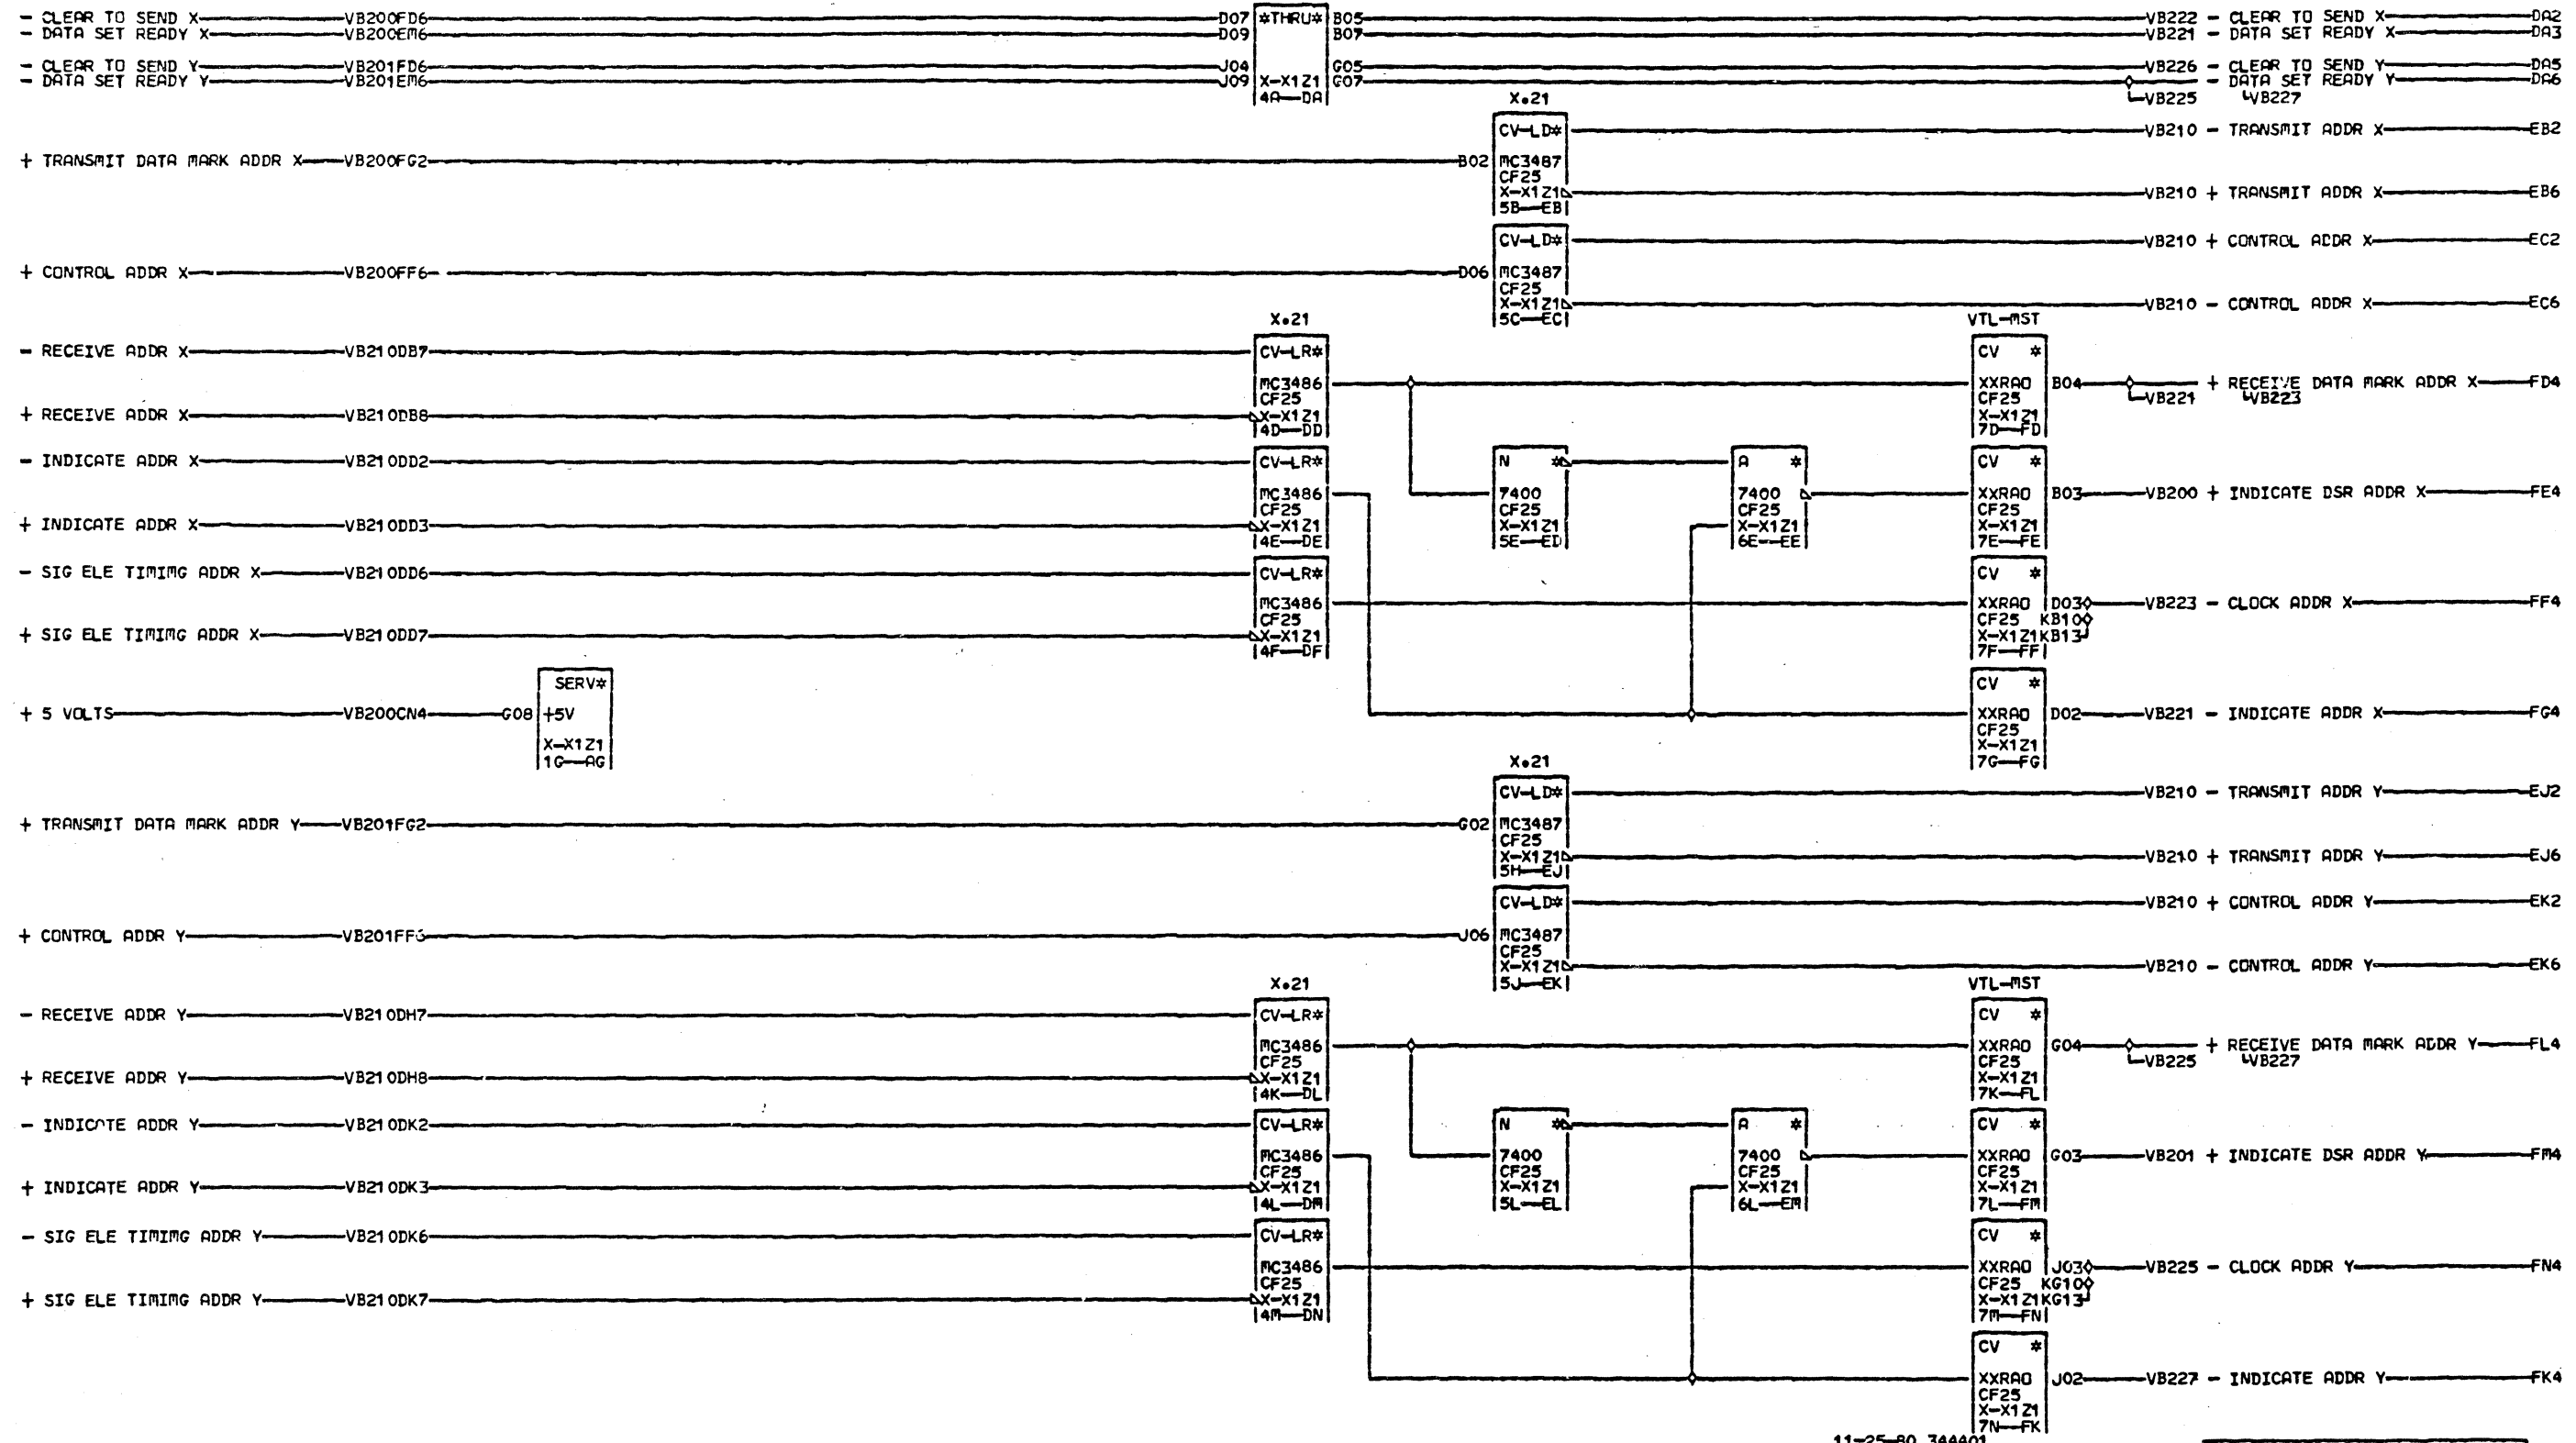 - CLEAR TO SEND X VB200FD6 D07 *THRU* B05 VB222 - CLEAR TO SEND X DA2
- DATA SET READY X VB200EM6 D09 B07 VB221 - DATA SET READY X DA3
- CLEAR TO SEND Y VB201FD6 J04 G05 VB226 - CLEAR TO SEND Y DA5
- DATA SET READY Y VB201EM6 J09 X-X1Z1 G07 - DATA SET READY Y DA6
4A DA VB225 VB227
X.21
CV-LD* VB210 - TRANSMIT ADDR X EB2
+ TRANSMIT DATA MARK ADDR X VB200FG2 B02 MC3487
CF25
X-X1Z1 VB210 + TRANSMIT ADDR X EB6
5B EB
CV-LD* VB210 + CONTROL ADDR X EC2
+ CONTROL ADDR X VB200FF6 D06 MC3487
CF25
X-X1Z1 VB210 - CONTROL ADDR X EC6
5C EC
X.21 VTL-MST
- RECEIVE ADDR X VB210DB7 CV-LR* CV *
MC3486 XXRAO B04 + RECEIVE DATA MARK ADDR X FD4
CF25 CF25 VB221 VB223
+ RECEIVE ADDR X VB210DB8 X-X1Z1 X-X1Z1
4D DD 7D FD
- INDICATE ADDR X VB210DD2 CV-LR* N * A * CV *
MC3486 7400 7400 XXRAO B03 VB200 + INDICATE DSR ADDR X FE4
CF25 CF25 CF25 CF25
+ INDICATE ADDR X VB210DD3 X-X1Z1 X-X1Z1 X-X1Z1 X-X1Z1
4E DE 5E ED 6E EE 7E FE
- SIG ELE TIMIMG ADDR X VB210DD6 CV-LR* CV *
MC3486 XXRAO D03 VB223 - CLOCK ADDR X FF4
CF25 CF25 KB10
+ SIG ELE TIMIMG ADDR X VB210DD7 X-X1Z1 X-X1Z1 KB13
4F DF 7F FF
SERV* CV *
+ 5 VOLTS VB200CN4 G08 +5V XXRAO D02 VB221 - INDICATE ADDR X FG4
CF25
X-X1Z1 X-X1Z1
1G AG 7G FG
X.21
CV-LD* VB210 - TRANSMIT ADDR Y EJ2
+ TRANSMIT DATA MARK ADDR Y VB201FG2 G02 MC3487
CF25
X-X1Z1 VB210 + TRANSMIT ADDR Y EJ6
5H EJ
CV-LD* VB210 + CONTROL ADDR Y EK2
+ CONTROL ADDR Y VB201FF6 J06 MC3487
CF25
X-X1Z1 VB210 - CONTROL ADDR Y EK6
5J EK
X.21 VTL-MST
- RECEIVE ADDR Y VB210DH7 CV-LR* CV *
MC3486 XXRAO G04 + RECEIVE DATA MARK ADDR Y FL4
CF25 CF25 VB225 VB227
+ RECEIVE ADDR Y VB210DH8 X-X1Z1 X-X1Z1
4K DL 7K FL
- INDICATE ADDR Y VB210DK2 CV-LR* N * A * CV *
MC3486 7400 7400 XXRAO G03 VB201 + INDICATE DSR ADDR Y FM4
CF25 CF25 CF25 CF25
+ INDICATE ADDR Y VB210DK3 X-X1Z1 X-X1Z1 X-X1Z1 X-X1Z1
4L DM 5L EL 6L EM 7L FM
- SIG ELE TIMIMG ADDR Y VB210DK6 CV-LR* CV *
MC3486 XXRAO J03 VB225 - CLOCK ADDR Y FN4
CF25 CF25 KG10
+ SIG ELE TIMIMG ADDR Y VB210DK7 X-X1Z1 X-X1Z1 KG13
4M DN 7M FN
CV *
XXRAO J02 VB227 - INDICATE ADDR Y FK4
CF25
X-X1Z1
7N FK
11-25-80 344401